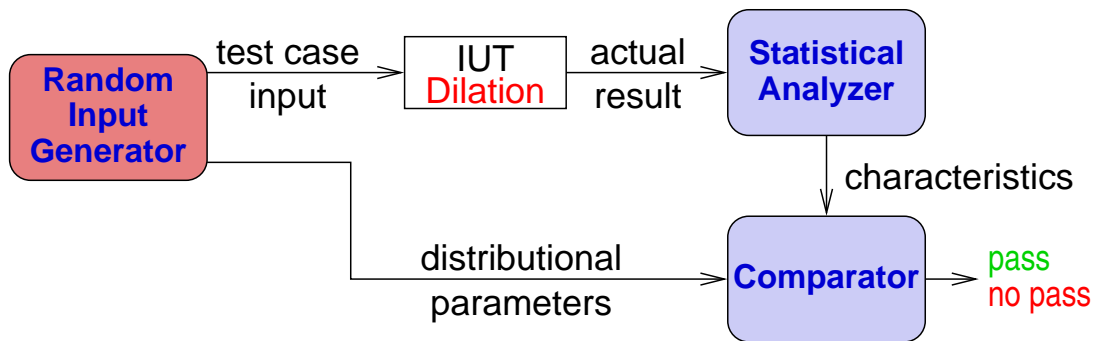 Random
Input
Generator
test case
input
IUT
Dilation
actual
result
Statistical
Analyzer
characteristics
distributional
parameters
Comparator
pass
no pass